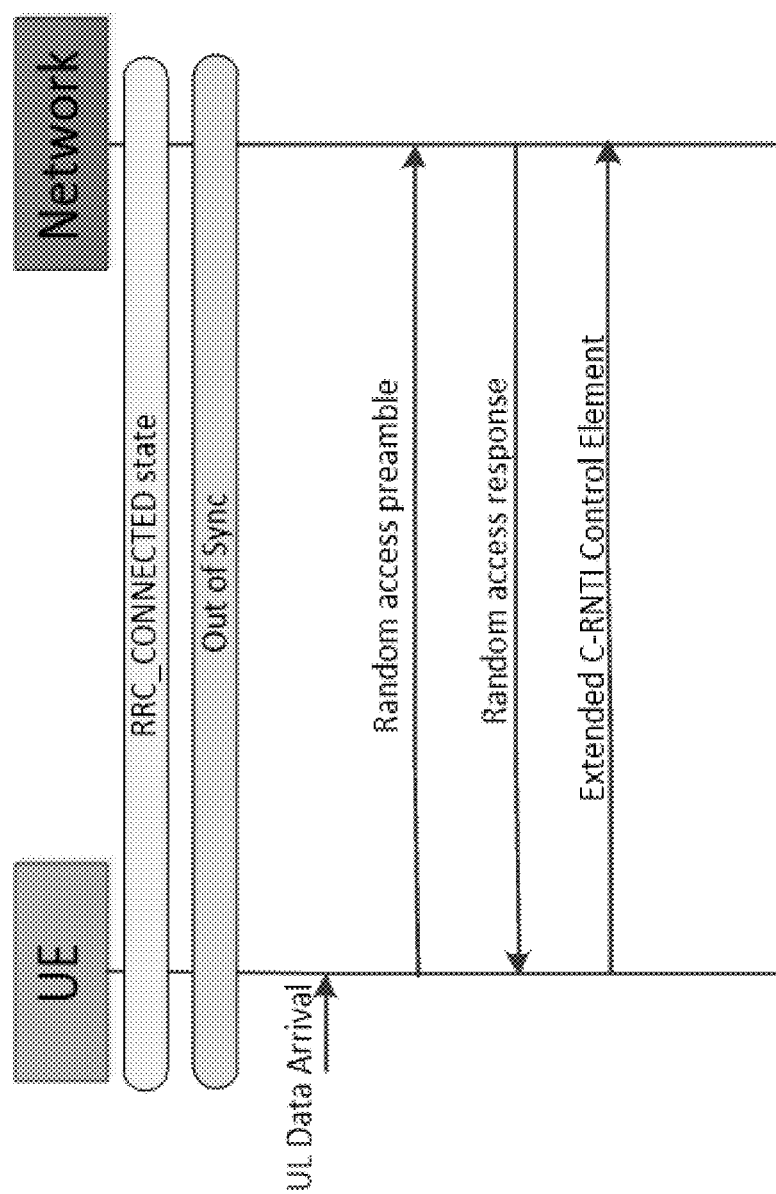 UE
Network
RRC_CONNECTED state
Out of Sync
UL Data Arrival
Random access preamble
Random access response
Extended C-RNTI Control Element